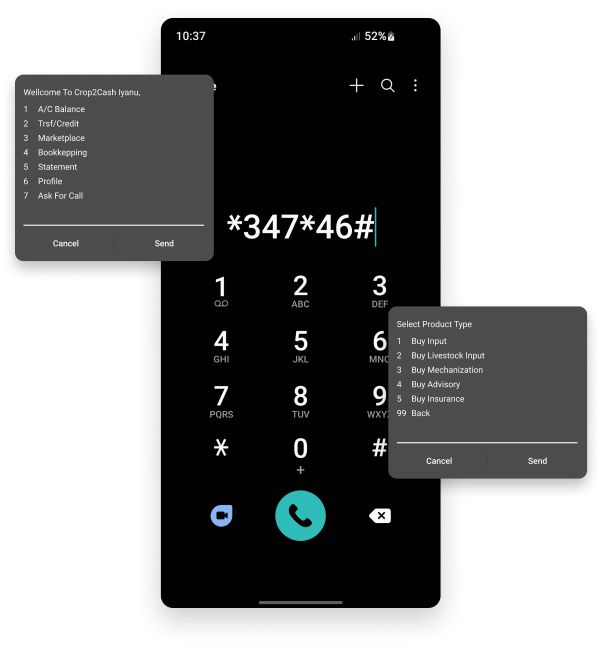 10:37
52%
Wellcome To Crop2Cash Iyanu,
1 A/C Balance
2 Trsf/Credit
3 Marketplace
4 Bookkepping
5 Statement
6 Profile
7 Ask For Call
Cancel Send
*347*46#
1 2 3
ABC DEF
4 5 6
GHI JKL MNO
7 8 9
PQRS TUV WXYZ
* 0 #
+
Select Product Type
1 Buy Input
2 Buy Livestock Input
3 Buy Mechanization
4 Buy Advisory
5 Buy Insurance
99 Back
Cancel Send